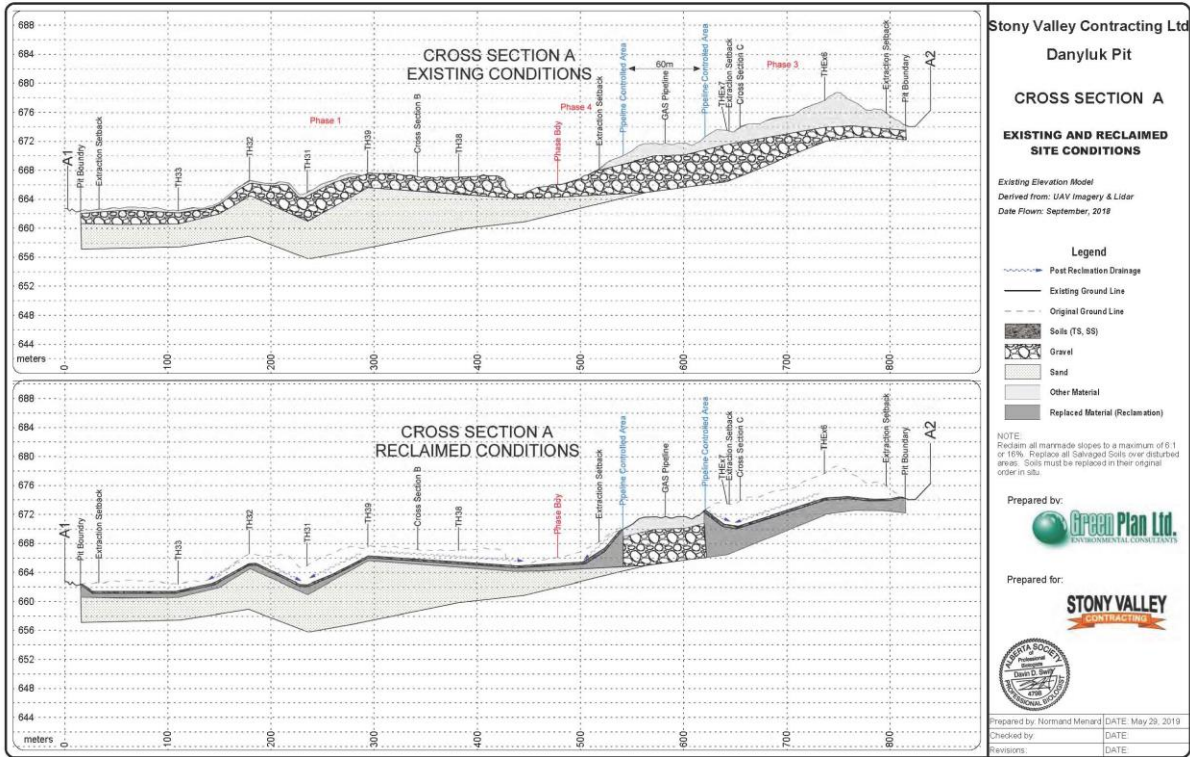 CROSS SECTION A
EXISTING CONDITIONS
688
684
680
676
672
668
664
660
656
652
648
644
meters
0
100
200
300
400
500
600
700
800
A1
Pit Boundry
Extraction Setback
TH33
TH32
TH31
Phase 1
TH39
Cross Section B
TH38
Phase Bdy
Phase 4
Extraction Setback
Pipeline Controlled Area
60m
GAS Pipeline
Pipeline Controlled Area
THEx7
Extraction Setback
Cross Section C
Phase 3
THEx6
Extraction Setback
Pit Boundary
A2
CROSS SECTION A
RECLAIMED CONDITIONS
688
684
680
676
672
668
664
660
656
652
648
644
meters
0
100
200
300
400
500
600
700
800
A1
Pit Boundry
Extraction Setback
TH33
TH32
TH31
TH39
Cross Section B
TH38
Phase Bdy
Extraction Setback
Pipeline Controlled Area
GAS Pipeline
Pipeline Controlled Area
THEx7
Extraction Setback
Cross Section C
THEx6
Extraction Setback
Pit Boundary
A2
Stony Valley Contracting Ltd
Danyluk Pit
CROSS SECTION A
EXISTING AND RECLAIMED
SITE CONDITIONS
Existing Elevation Model
Derived from: UAV Imagery & Lidar
Date Flown: September, 2018
Legend
Post Reclmation Drainage
Existing Ground Line
Original Ground Line
Soils (TS, SS)
Gravel
Sand
Other Material
Replaced Material (Reclamation)
NOTE:
Reclaim all manmade slopes to a maximum of 6:1
or 16%. Replace all Salvaged Soils over disturbed
areas. Soils must be replaced in their original
order in situ.
Prepared by:
Green Plan Ltd.
ENVIRONMENTAL CONSULTANTS
Prepared for:
STONY VALLEY
CONTRACTING
ALBERTA SOCIETY
of
Professional
Biologists
Davin D. Swift
4798
PROFESSIONAL BIOLOGIST
Prepared by: Normand Menard
DATE: May 29, 2019
Checked by:
DATE:
Revisions:
DATE: